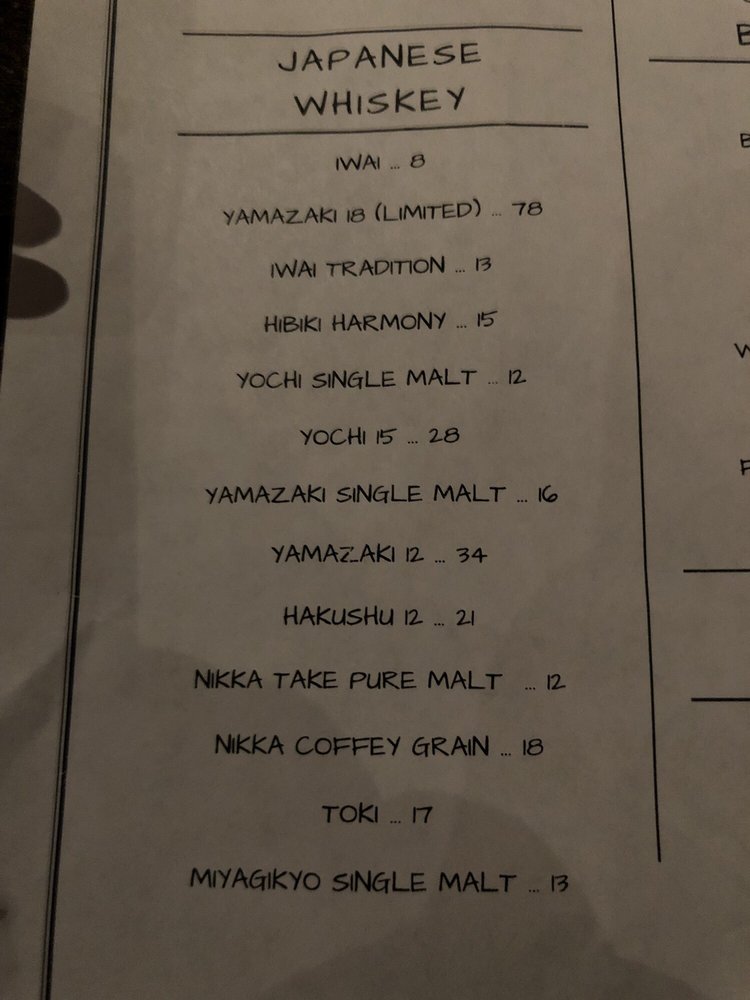 JAPANESE
WHISKEY
IWAI ... 8
YAMAZAKI 18 (LIMITED) ... 78
IWAI TRADITION ... 13
HIBIKI HARMONY ... 15
YOCHI SINGLE MALT ... 12
YOCHI 15 ... 28
YAMAZAKI SINGLE MALT ... 16
YAMAZAKI 12 ... 34
HAKUSHU 12 ... 21
NIKKA TAKE PURE MALT ... 12
NIKKA COFFEY GRAIN ... 18
TOKI ... 17
MIYAGIKYO SINGLE MALT ... 13